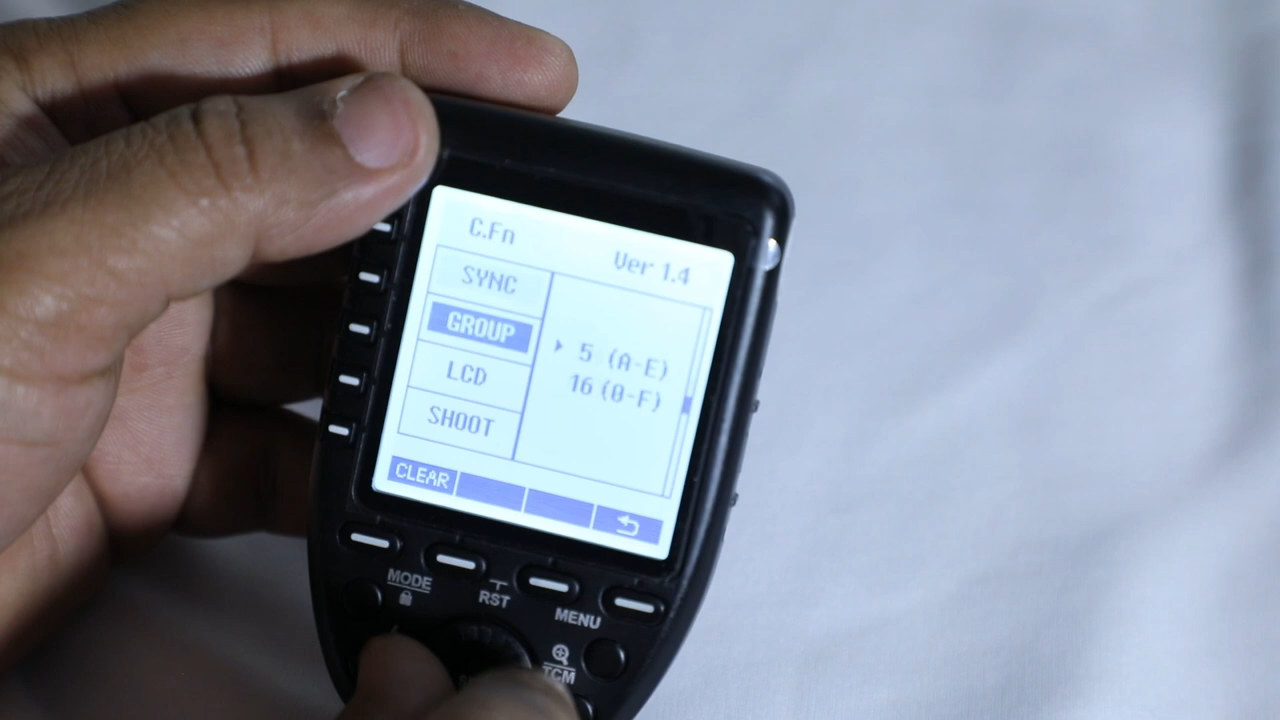 C.Fn
Ver 1.4
SYNC
GROUP
LCD
SHOOT
5 (A-E)
16 (0-F)
CLEAR
MODE
RST
MENU
TCM